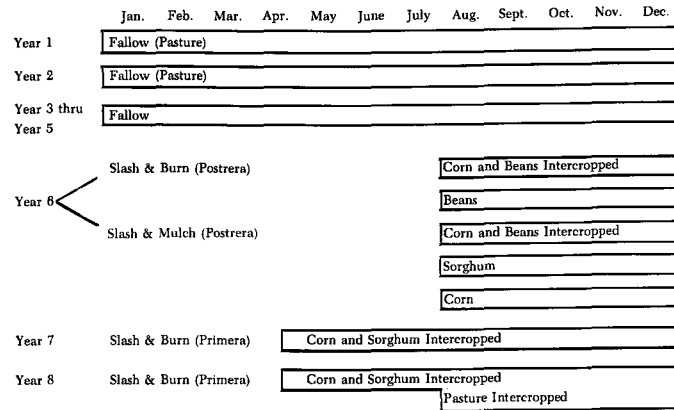 Jan. Feb. Mar. Apr. May June July Aug. Sept. Oct. Nov. Dec.
Year 1 Fallow (Pasture)
Year 2 Fallow (Pasture)
Year 3 thru
Year 5
Fallow
Slash & Burn (Postrera) Corn and Beans Intercropped
Year 6 Beans
Slash & Mulch (Postrera) Corn and Beans Intercropped
Sorghum
Corn
Year 7 Slash & Burn (Primera) Corn and Sorghum Intercropped
Year 8 Slash & Burn (Primera) Corn and Sorghum Intercropped
Pasture Intercropped